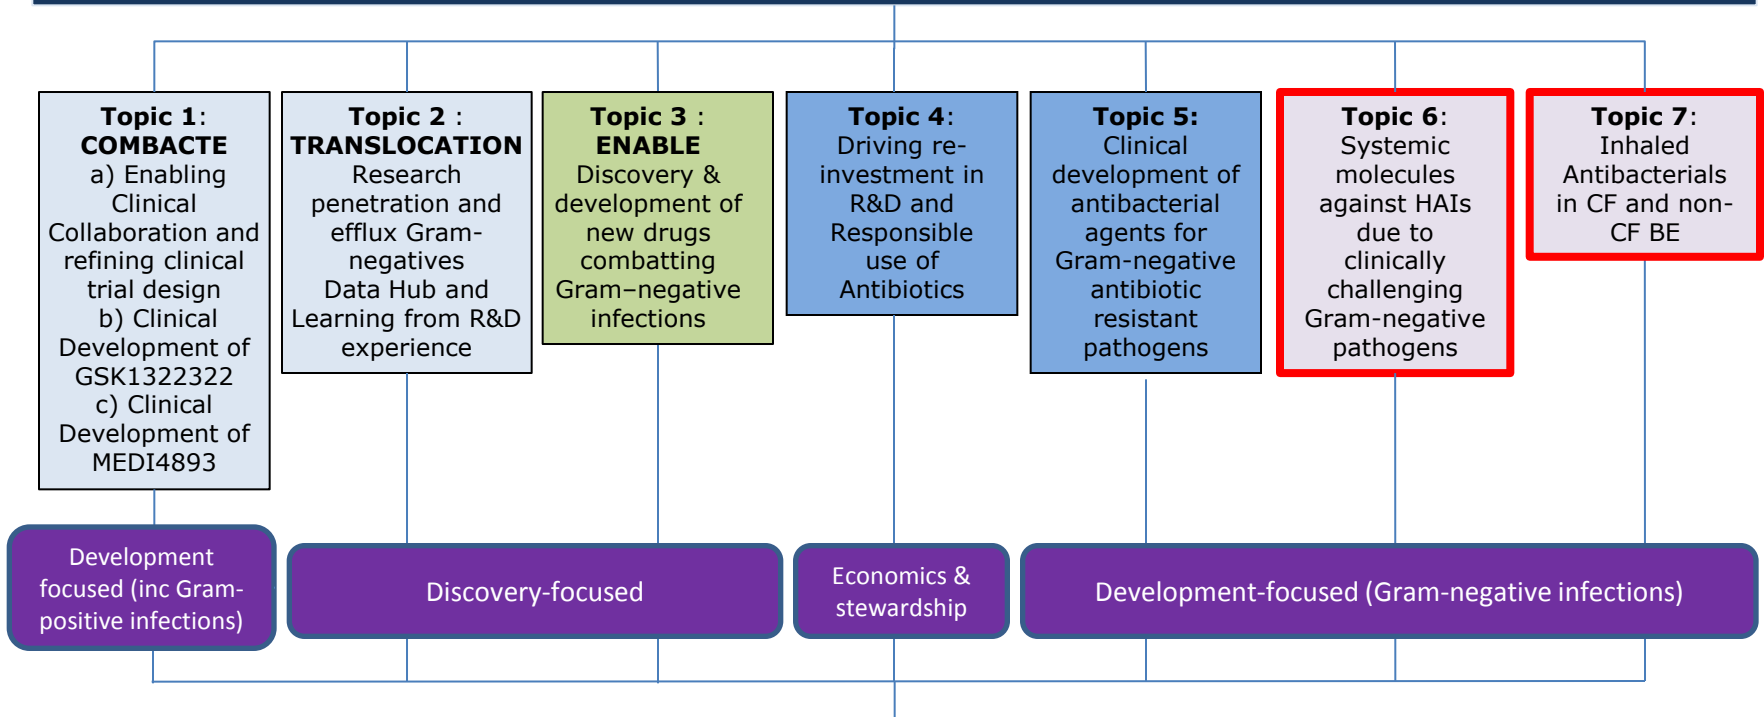 Topic 1:
COMBACTE
a) Enabling
Clinical
Collaboration and
refining clinical
trial design
b) Clinical
Development of
GSK1322322
c) Clinical
Development of
MEDI4893
Topic 2 :
TRANSLOCATION
Research
penetration and
efflux Gram-
negatives
Data Hub and
Learning from R&D
experience
Topic 3 :
ENABLE
Discovery &
development of
new drugs
combatting
Gram–negative
infections
Topic 4:
Driving re-
investment in
R&D and
Responsible
use of
Antibiotics
Topic 5:
Clinical
development of
antibacterial
agents for
Gram-negative
antibiotic
resistant
pathogens
Topic 6:
Systemic
molecules
against HAIs
due to
clinically
challenging
Gram-negative
pathogens
Topic 7:
Inhaled
Antibacterials
in CF and non-
CF BE
Development
focused (inc Gram-
positive infections)
Discovery-focused
Economics &
stewardship
Development-focused (Gram-negative infections)